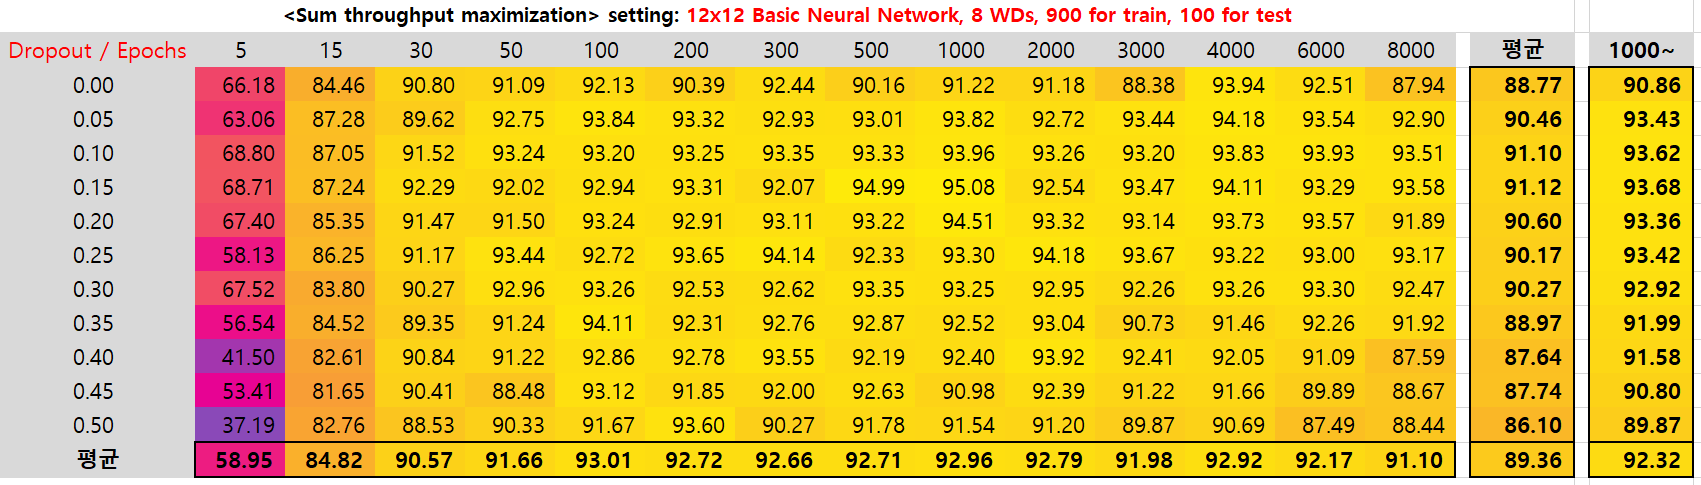 <Sum throughput maximization> setting: 12x12 Basic Neural Network, 8 WDs, 900 for train, 100 for test
Dropout / Epochs 5 15 30 50 100 200 300 500 1000 2000 3000 4000 6000 8000 평균 1000~
0.00 66.18 84.46 90.80 91.09 92.13 90.39 92.44 90.16 91.22 91.18 88.38 93.94 92.51 87.94 88.77 90.86
0.05 63.06 87.28 89.62 92.75 93.84 93.32 92.93 93.01 93.82 92.72 93.44 94.18 93.54 92.90 90.46 93.43
0.10 68.80 87.05 91.52 93.24 93.20 93.25 93.35 93.33 93.96 93.26 93.20 93.83 93.93 93.51 91.10 93.62
0.15 68.71 87.24 92.29 92.02 92.94 93.31 92.07 94.99 95.08 92.54 93.47 94.11 93.29 93.58 91.12 93.68
0.20 67.40 85.35 91.47 91.50 93.24 92.91 93.11 93.22 94.51 93.32 93.14 93.73 93.57 91.89 90.60 93.36
0.25 58.13 86.25 91.17 93.44 92.72 93.65 94.14 92.33 93.30 94.18 93.67 93.22 93.00 93.17 90.17 93.42
0.30 67.52 83.80 90.27 92.96 93.26 92.53 92.62 93.35 93.25 92.95 92.26 93.26 93.30 92.47 90.27 92.92
0.35 56.54 84.52 89.35 91.24 94.11 92.31 92.76 92.87 92.52 93.04 90.73 91.46 92.26 91.92 88.97 91.99
0.40 41.50 82.61 90.84 91.22 92.86 92.78 93.55 92.19 92.40 93.92 92.41 92.05 91.09 87.59 87.64 91.58
0.45 53.41 81.65 90.41 88.48 93.12 91.85 92.00 92.63 90.98 92.39 91.22 91.66 89.89 88.67 87.74 90.80
0.50 37.19 82.76 88.53 90.33 91.67 93.60 90.27 91.78 91.54 91.20 89.87 90.69 87.49 88.44 86.10 89.87
평균 58.95 84.82 90.57 91.66 93.01 92.72 92.66 92.71 92.96 92.79 91.98 92.92 92.17 91.10 89.36 92.32